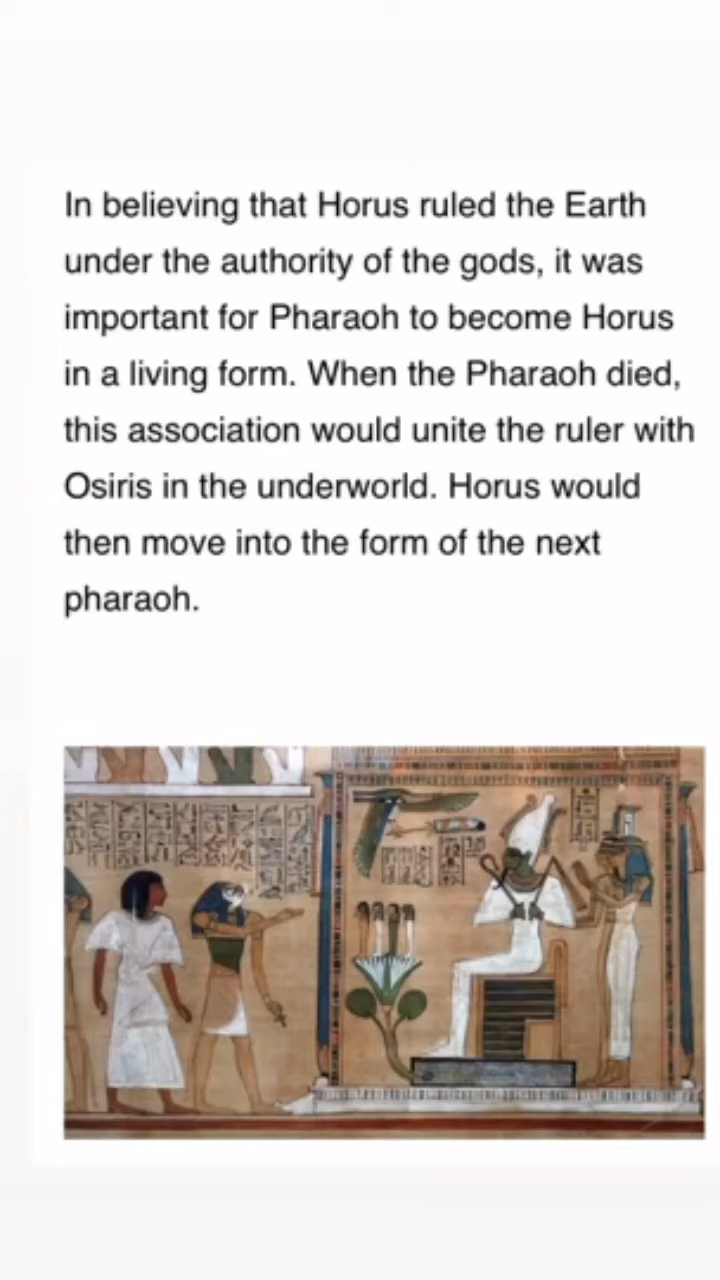 In believing that Horus ruled the Earth
under the authority of the gods, it was
important for Pharaoh to become Horus
in a living form. When the Pharaoh died,
this association would unite the ruler with
Osiris in the underworld. Horus would
then move into the form of the next
pharaoh.